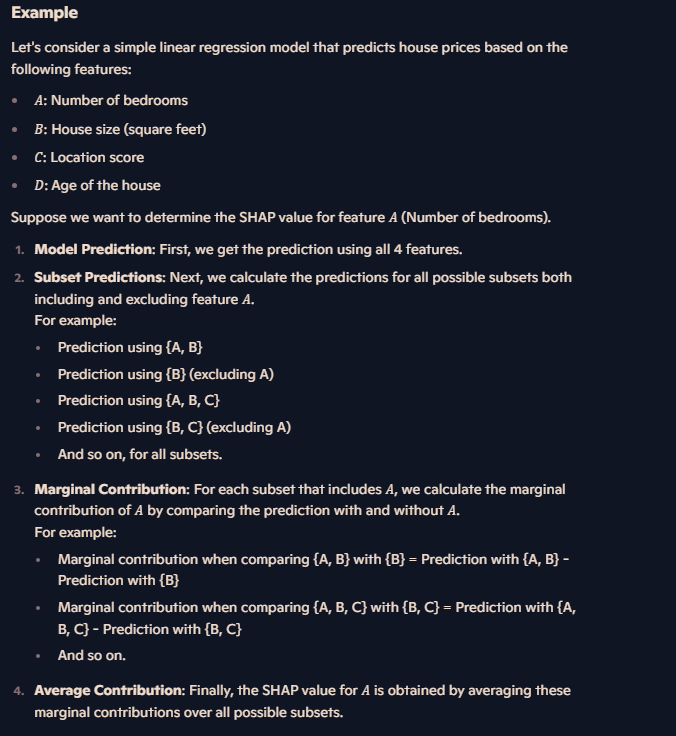 Example
Let's consider a simple linear regression model that predicts house prices based on the
following features:
• A: Number of bedrooms
• B: House size (square feet)
• C: Location score
• D: Age of the house
Suppose we want to determine the SHAP value for feature A (Number of bedrooms).
1. Model Prediction: First, we get the prediction using all 4 features.
2. Subset Predictions: Next, we calculate the predictions for all possible subsets both
including and excluding feature A.
For example:
• Prediction using {A, B}
• Prediction using {B} (excluding A)
• Prediction using {A, B, C}
• Prediction using {B, C} (excluding A)
• And so on, for all subsets.
3. Marginal Contribution: For each subset that includes A, we calculate the marginal
contribution of A by comparing the prediction with and without A.
For example:
• Marginal contribution when comparing {A, B} with {B} = Prediction with {A, B} -
Prediction with {B}
• Marginal contribution when comparing {A, B, C} with {B, C} = Prediction with {A,
B, C} - Prediction with {B, C}
• And so on.
4. Average Contribution: Finally, the SHAP value for A is obtained by averaging these
marginal contributions over all possible subsets.